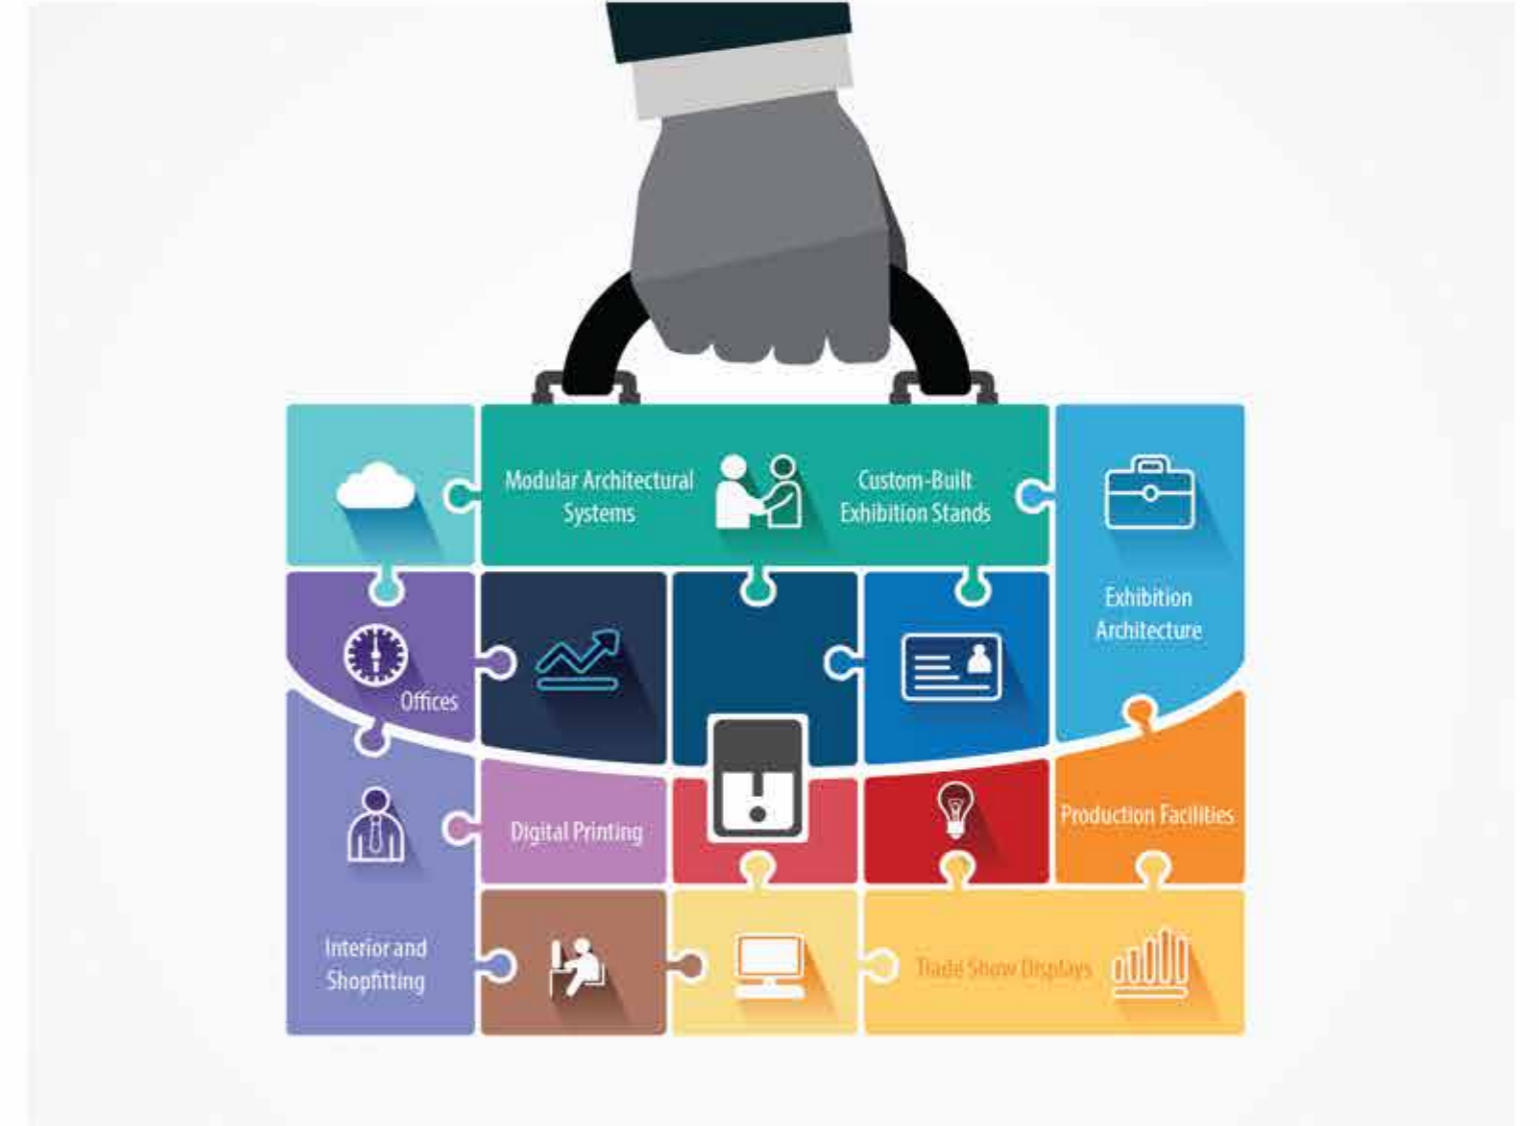 Modular Architectural
Systems
Custom-Built
Exhibition Stands
Exhibition
Architecture
Offices
Digital Printing
Production Facilities
Interior and
Shopfitting
Trade Show Displays